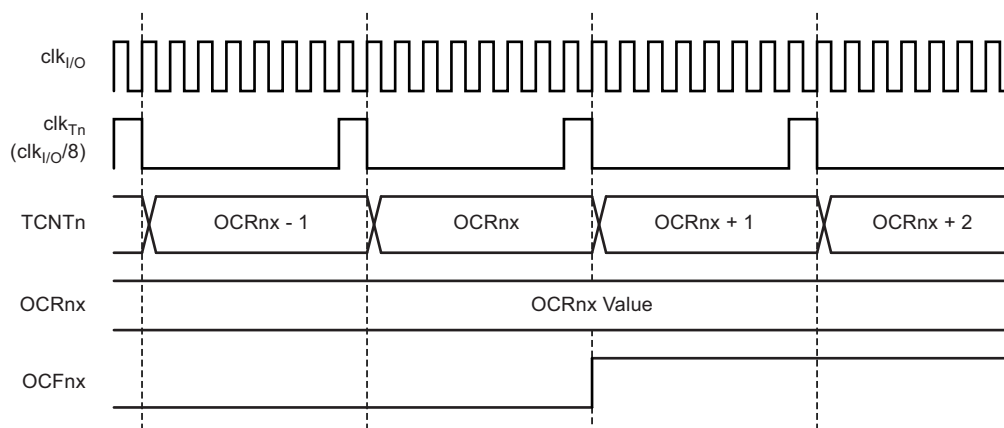 clkI/O
clkTn
(clkI/O/8)
TCNTn OCRnx - 1 OCRnx OCRnx + 1 OCRnx + 2
OCRnx OCRnx Value
OCFnx